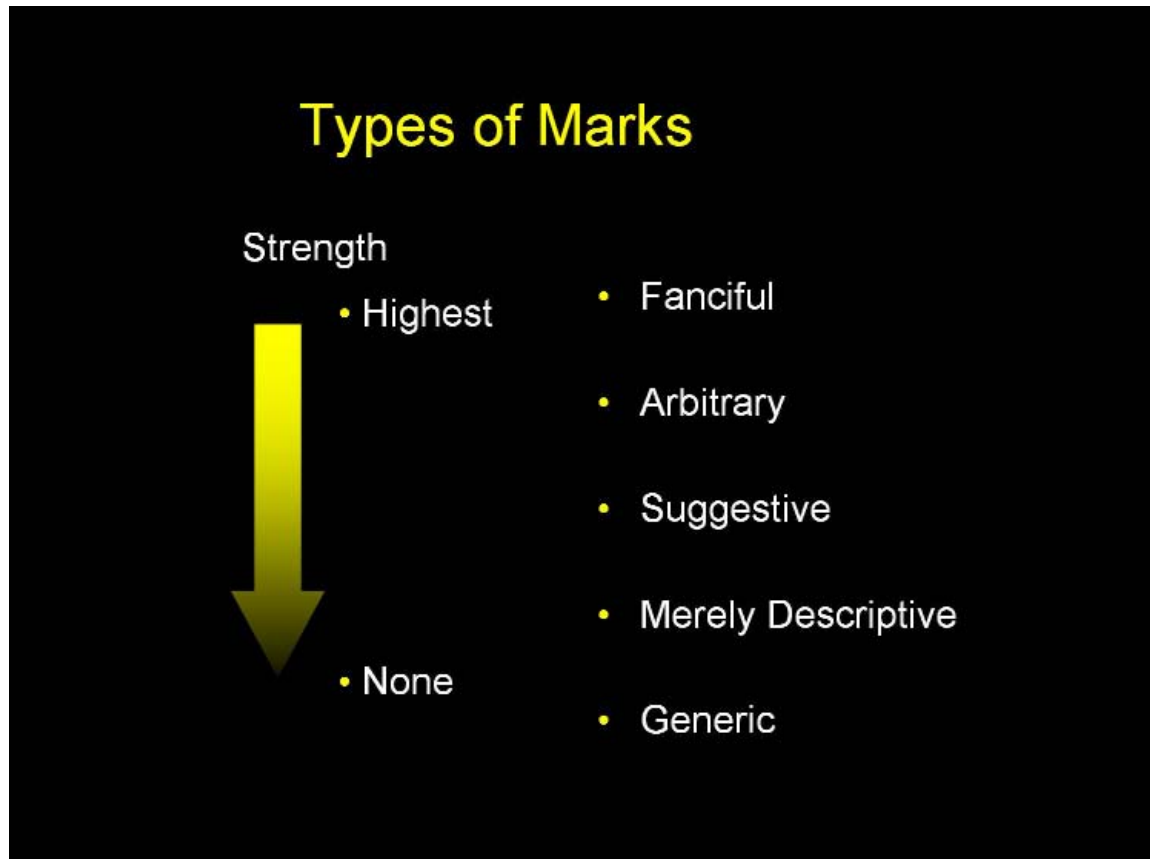 Types of Marks
Strength
• Highest
• None
• Fanciful
• Arbitrary
• Suggestive
• Merely Descriptive
• Generic